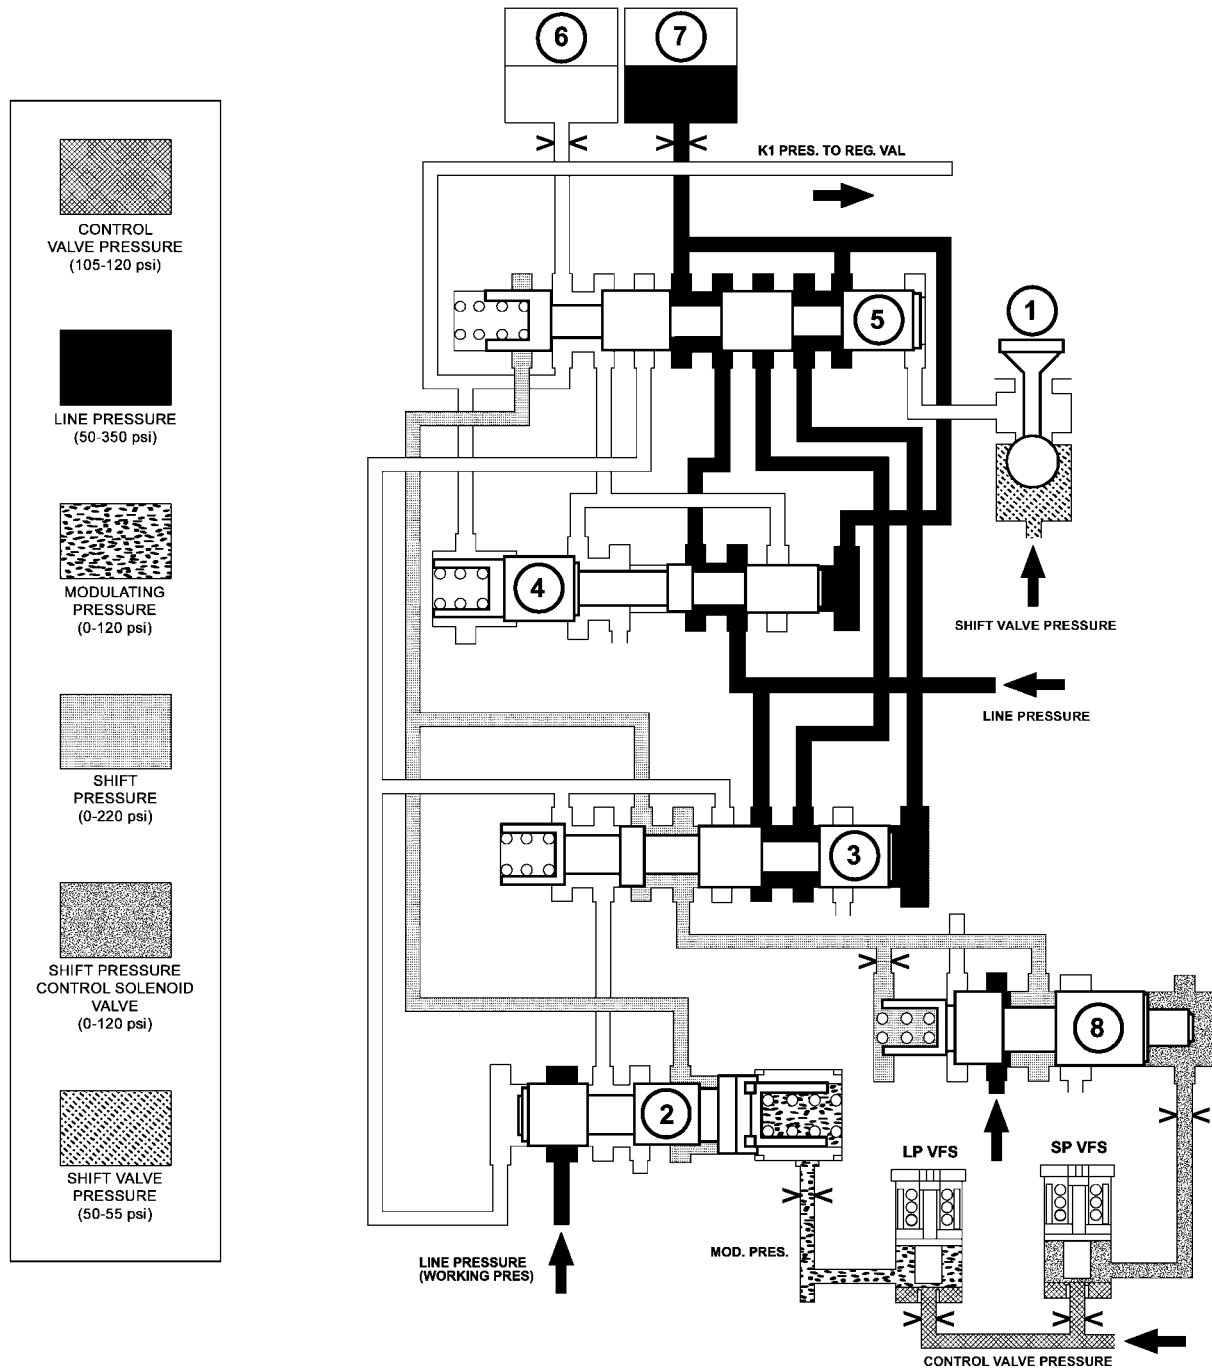 6
7
K1 PRES. TO REG. VAL
CONTROL
VALVE PRESSURE
(105-120 psi)
5
1
LINE PRESSURE
(50-350 psi)
4
MODULATING
PRESSURE
(0-120 psi)
SHIFT VALVE PRESSURE
LINE PRESSURE
SHIFT
PRESSURE
(0-220 psi)
3
SHIFT PRESSURE
CONTROL SOLENOID
VALVE
(0-120 psi)
8
2
LP VFS
SP VFS
SHIFT VALVE
PRESSURE
(50-55 psi)
MOD. PRES.
LINE PRESSURE
(WORKING PRES)
CONTROL VALVE PRESSURE